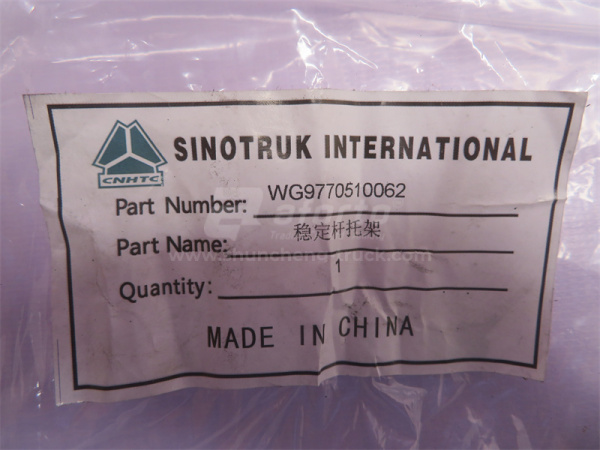 SINOTRUK INTERNATIONAL
CNHTC
Part Number: WG9770510062
Part Name: 稳定杆托架
Quantity: 1
MADE IN CHINA